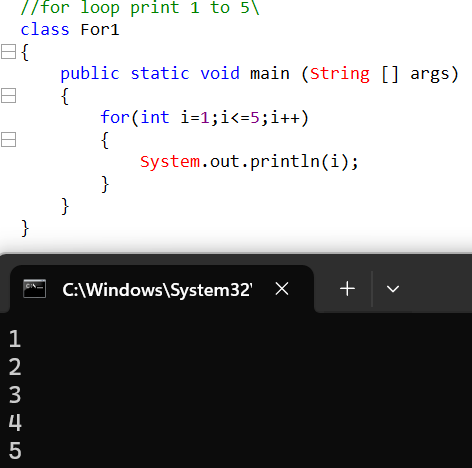 //for loop print 1 to 5\
class For1
{
    public static void main (String [] args)
    {
        for(int i=1;i<=5;i++)
        {
            System.out.println(i);
        }
    }
}
C:\Windows\System32\
1
2
3
4
5